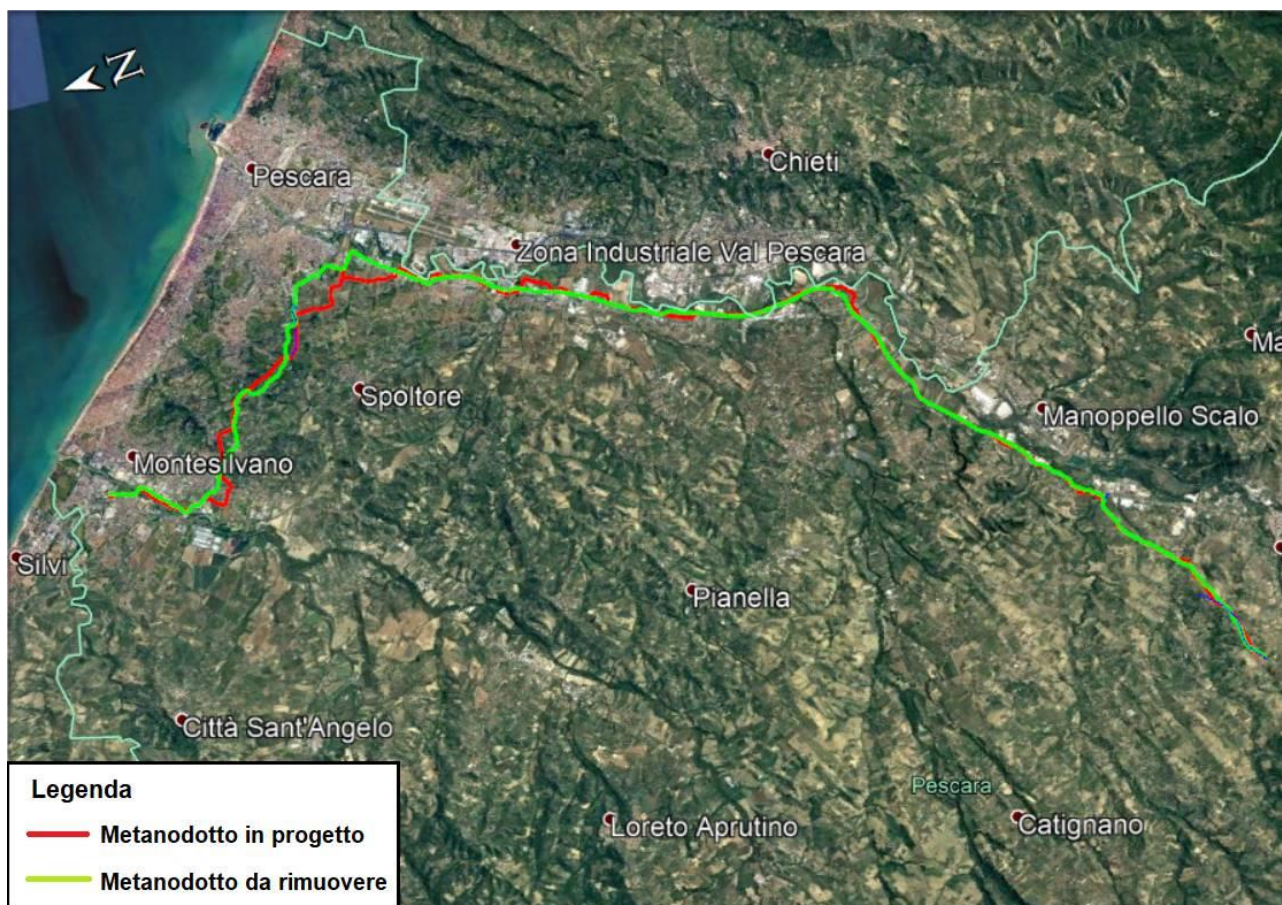 N
Pescara
Chieti
Zona Industriale Val Pescara
Ma
Spoltore
Manoppello Scalo
Montesilvano
Silvi
Pianella
Città Sant'Angelo
Pescara
Loreto Aprutino
Catignano
Legenda
Metanodotto in progetto
Metanodotto da rimuovere